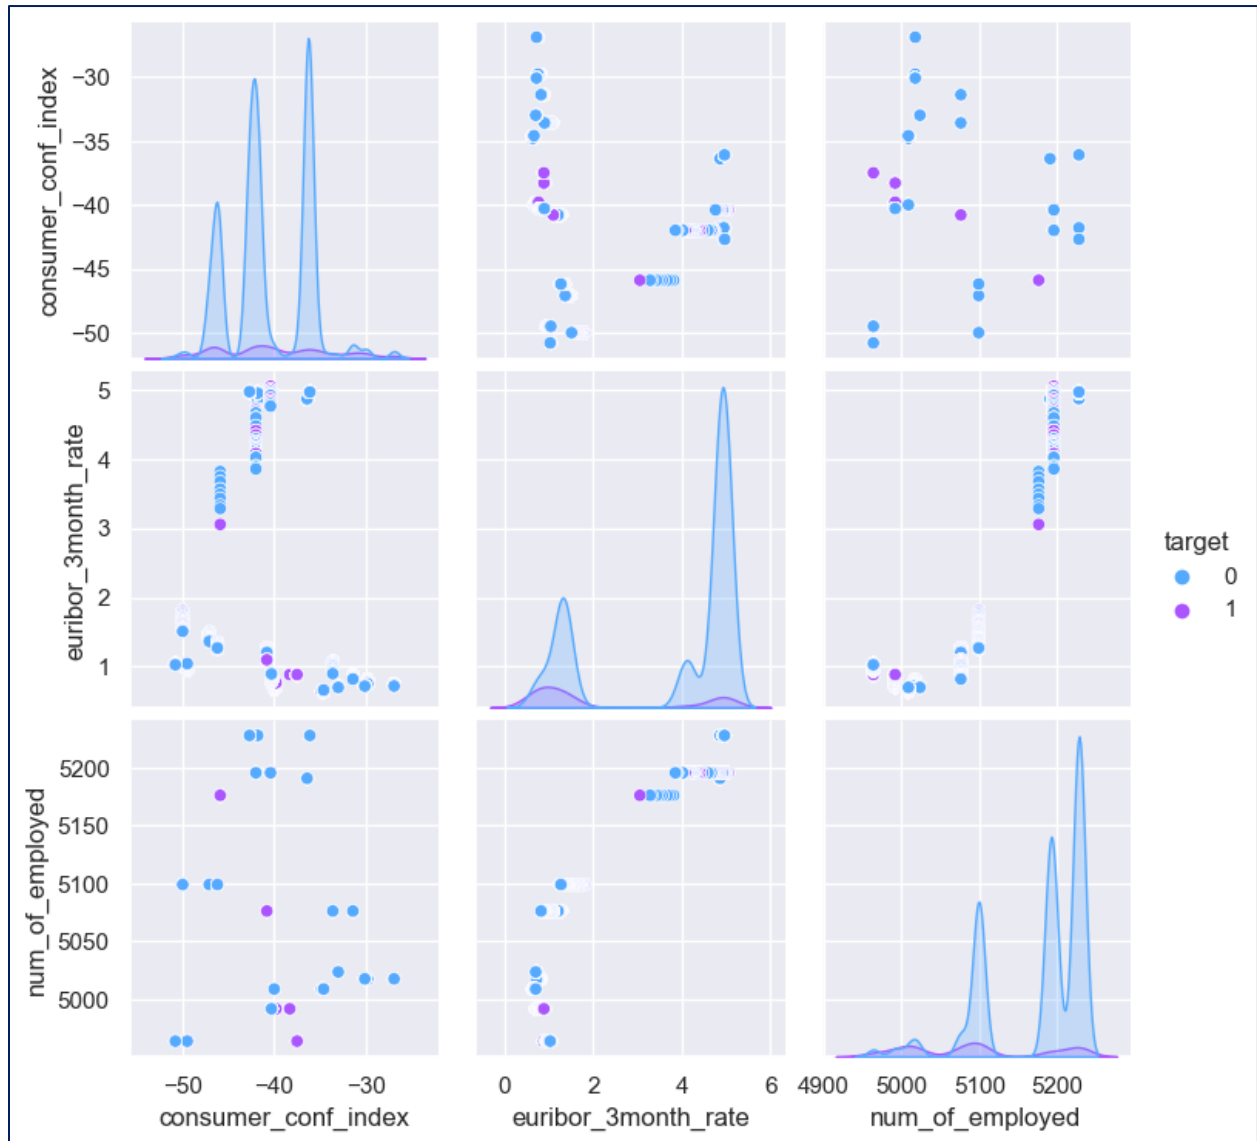 consumer_conf_index
−30
−35
−40
−45
−50
euribor_3month_rate
5
4
3
2
1
target
0
1
num_of_employed
5200
5150
5100
5050
5000
−50 −40 −30
0 2 4 6
4900 5000 5100 5200
consumer_conf_index
euribor_3month_rate
num_of_employed